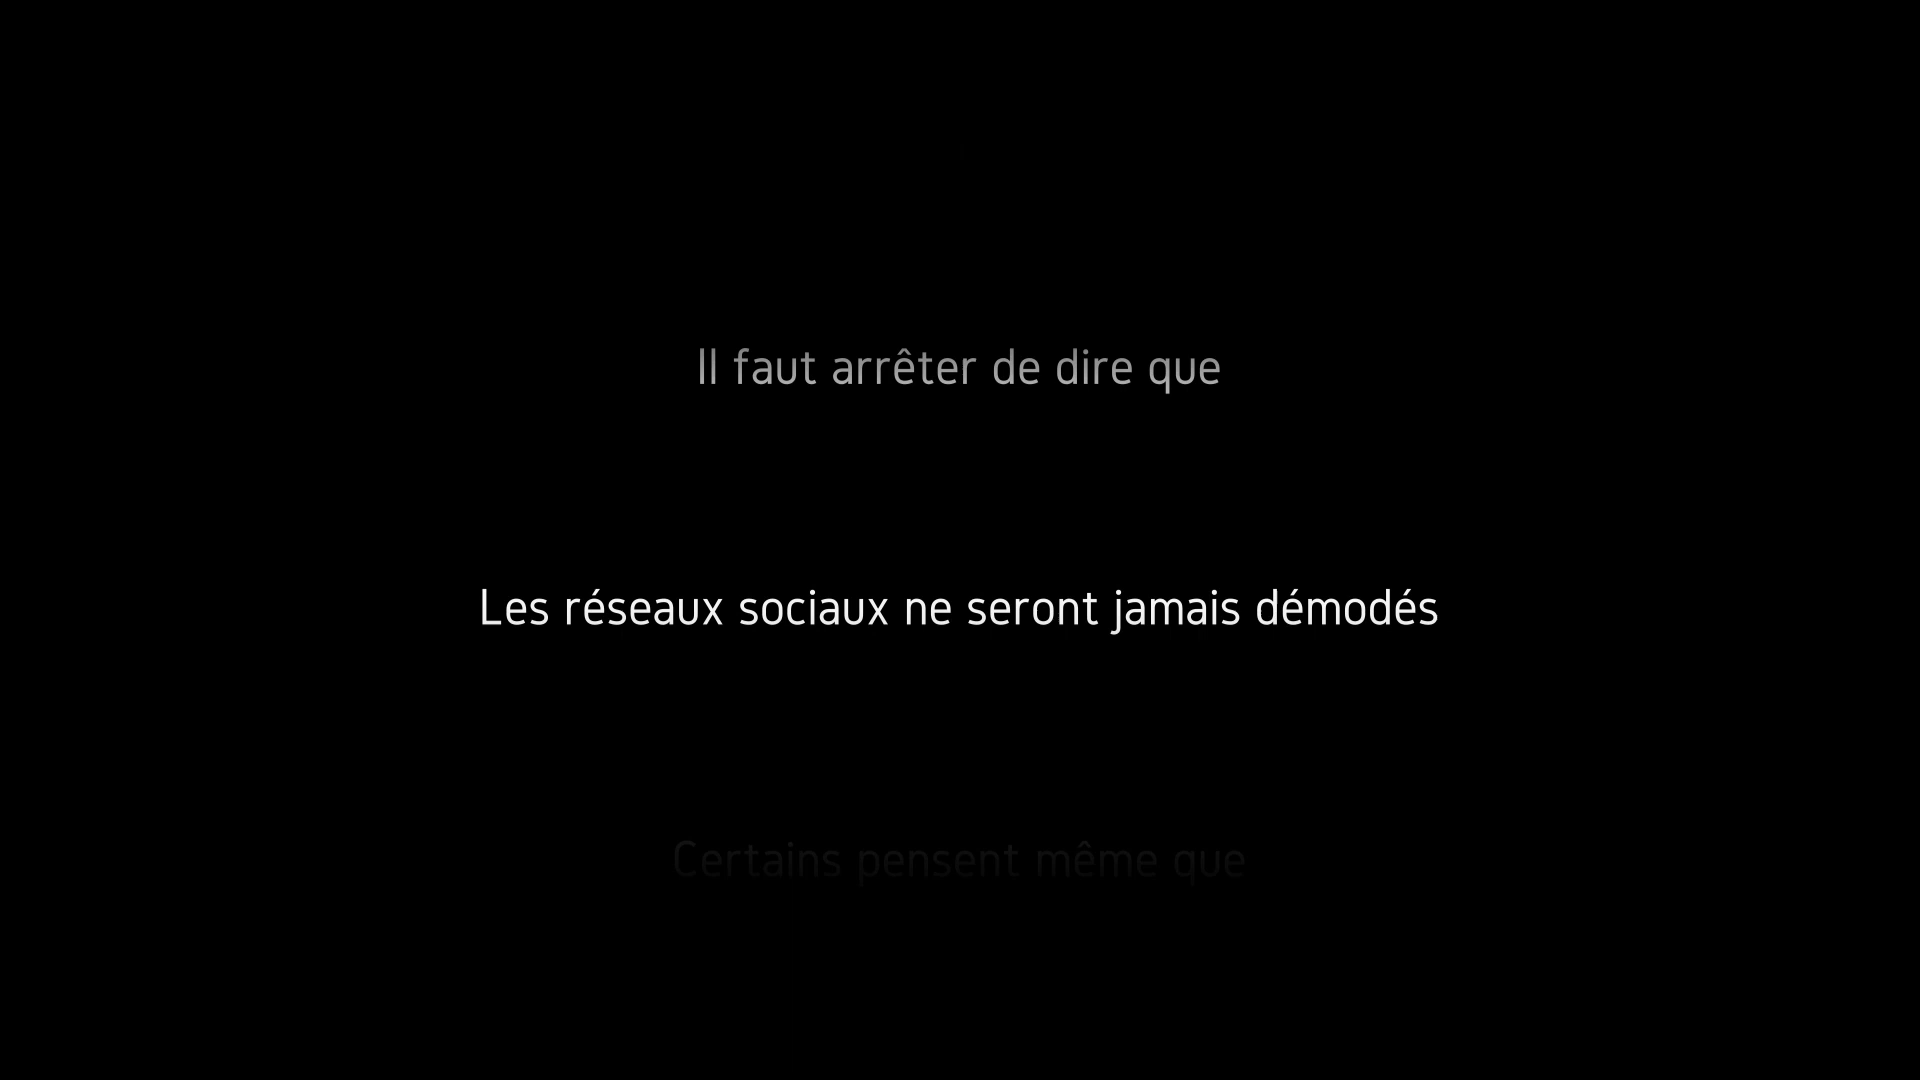 Il faut arrêter de dire que
Les réseaux sociaux ne seront jamais démodés
Certains pensent même que